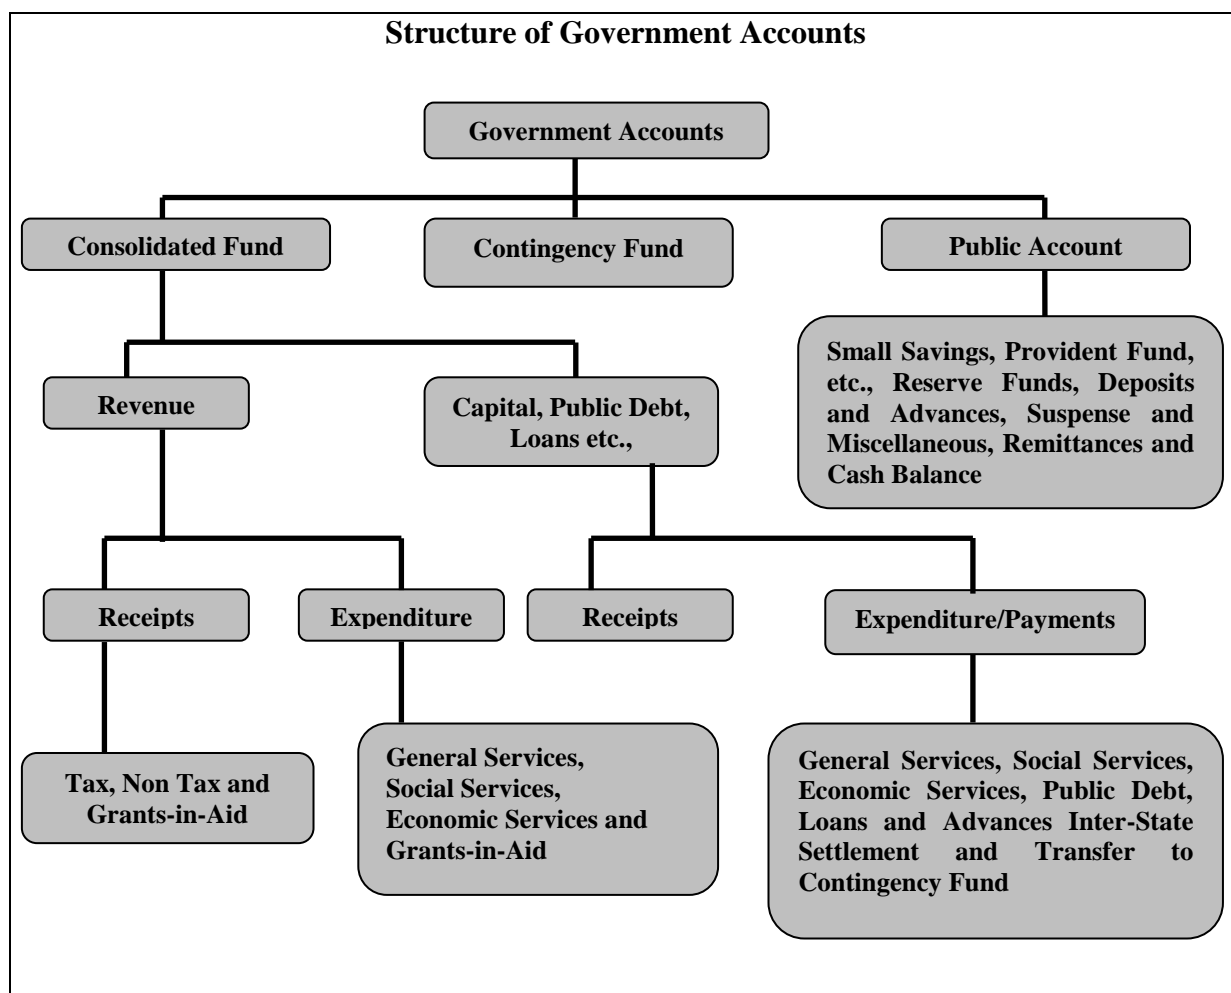 Structure of Government Accounts
Government Accounts
Consolidated Fund
Contingency Fund
Public Account
Small Savings, Provident Fund,
etc., Reserve Funds, Deposits
and Advances, Suspense and
Miscellaneous, Remittances and
Cash Balance
Revenue
Capital, Public Debt,
Loans etc.,
Receipts
Expenditure
Receipts
Expenditure/Payments
Tax, Non Tax and
Grants-in-Aid
General Services,
Social Services,
Economic Services and
Grants-in-Aid
General Services, Social Services,
Economic Services, Public Debt,
Loans and Advances Inter-State
Settlement and Transfer to
Contingency Fund